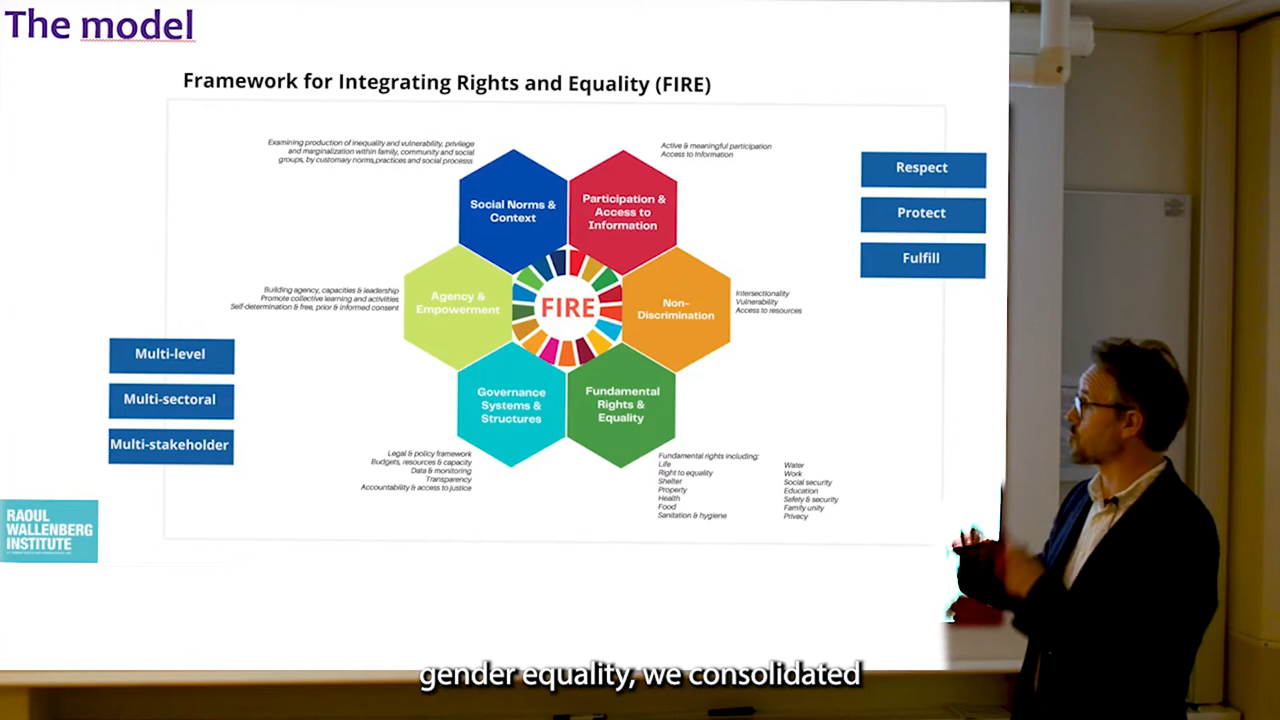 The model
Framework for Integrating Rights and Equality (FIRE)
Examining production of inequality and vulnerability, privilege
and marginalization within family, community and social
groups, by customary norms,practices and social processis
Active & meaningful participation
Access to Information
Respect
Protect
Fulfill
Social Norms &
Context
Participation &
Access to
Information
Building agency, capacities & leadership
Promote collective learning and activities
Self-determination & free, prior & informed consent
Agency &
Empowerment
FIRE
Non-
Discrimination
Intersectionality
Vulnerability
Access to resources
Multi-level
Multi-sectoral
Multi-stakeholder
Governance
Systems &
Structures
Fundamental
Rights &
Equality
Legal & policy framework
Budgets, resources & capacity
Data & monitoring
Transparency
Accountability & access to justice
Fundamental rights including:
Life
Right to equality
Shelter
Property
Health
Food
Sanitation & hygiene
Water
Work
Social security
Education
Safety & security
Family unity
Privacy
RAOUL
WALLENBERG
INSTITUTE
gender equality, we consolidated